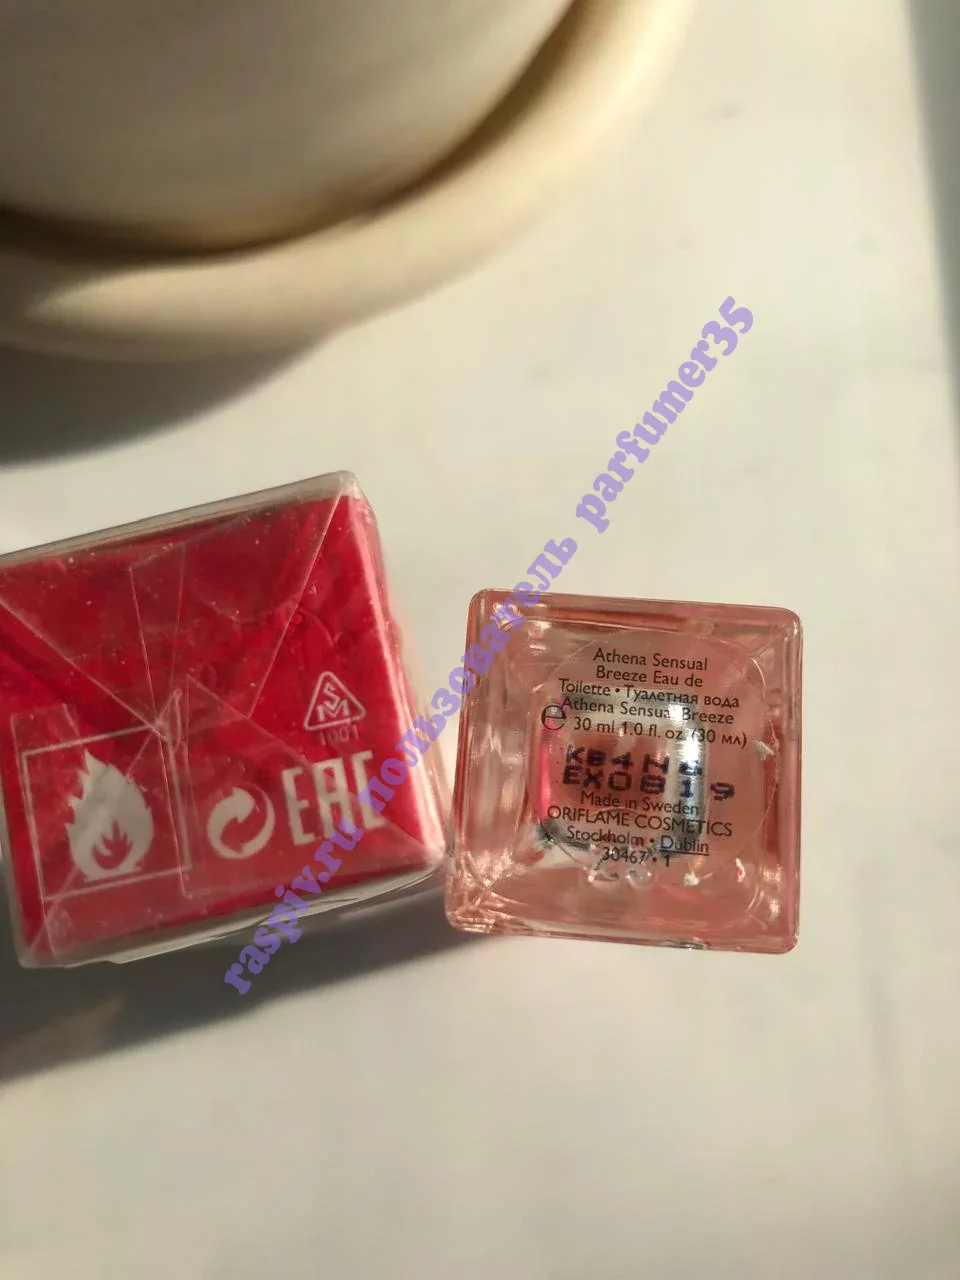 Athena Sensual
Breeze Eau de
Toilette • Туалетная вода
Athena Sensual Breeze
e 30 ml 1.0 fl. oz. (30 мл)
EX0819
Made in Sweden
ORIFLAME COSMETICS
Stockholm • Dublin
30467 • 1
1001
EAC
raspiv.ru пользователь parfumer35